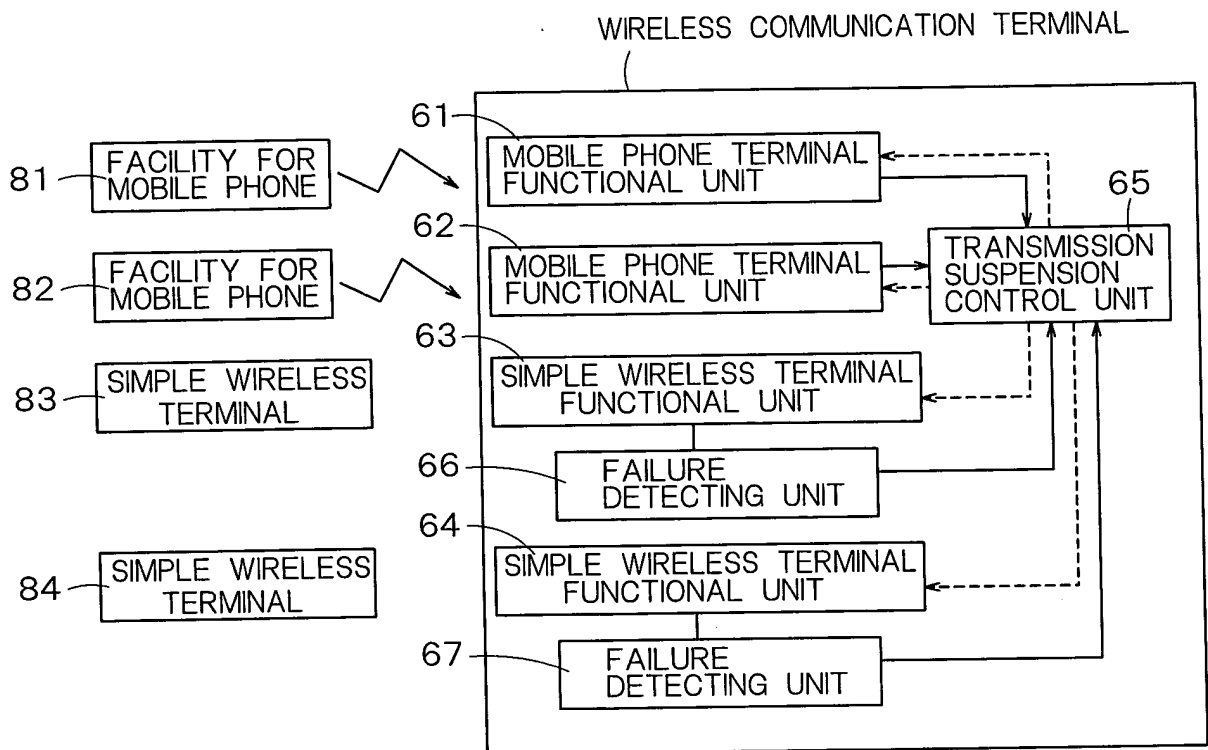 WIRELESS COMMUNICATION TERMINAL
61
MOBILE PHONE TERMINAL
FUNCTIONAL UNIT
81
FACILITY FOR
MOBILE PHONE
65
TRANSMISSION
SUSPENSION
CONTROL UNIT
62
MOBILE PHONE TERMINAL
FUNCTIONAL UNIT
82
FACILITY FOR
MOBILE PHONE
63
SIMPLE WIRELESS TERMINAL
FUNCTIONAL UNIT
83
SIMPLE WIRELESS
TERMINAL
66
FAILURE
DETECTING UNIT
64
SIMPLE WIRELESS TERMINAL
FUNCTIONAL UNIT
84
SIMPLE WIRELESS
TERMINAL
67
FAILURE
DETECTING UNIT